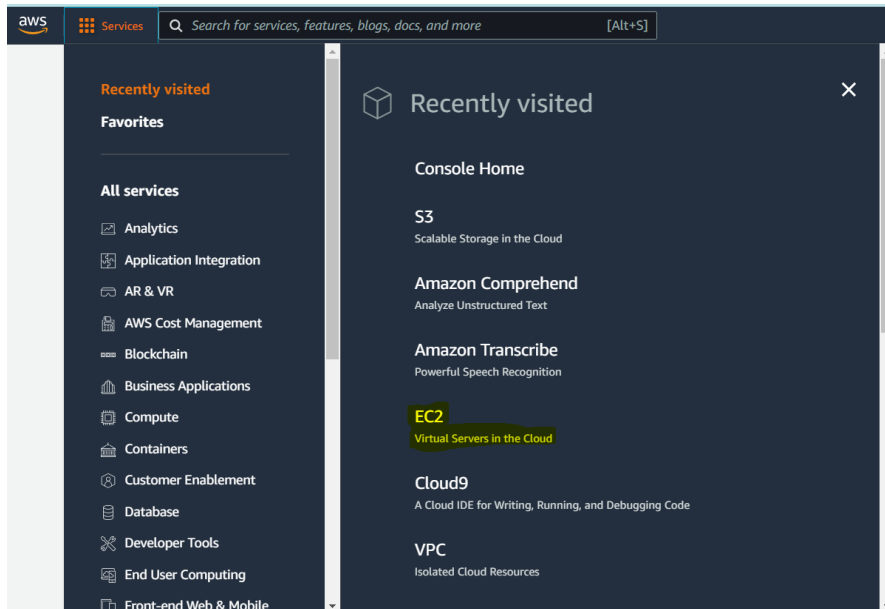 aws
Services
Search for services, features, blogs, docs, and more [Alt+S]
Recently visited
Favorites
All services
Analytics
Application Integration
AR & VR
AWS Cost Management
Blockchain
Business Applications
Compute
Containers
Customer Enablement
Database
Developer Tools
End User Computing
Front-end Web & Mobile
Recently visited
Console Home
S3
Scalable Storage in the Cloud
Amazon Comprehend
Analyze Unstructured Text
Amazon Transcribe
Powerful Speech Recognition
EC2
Virtual Servers in the Cloud
Cloud9
A Cloud IDE for Writing, Running, and Debugging Code
VPC
Isolated Cloud Resources